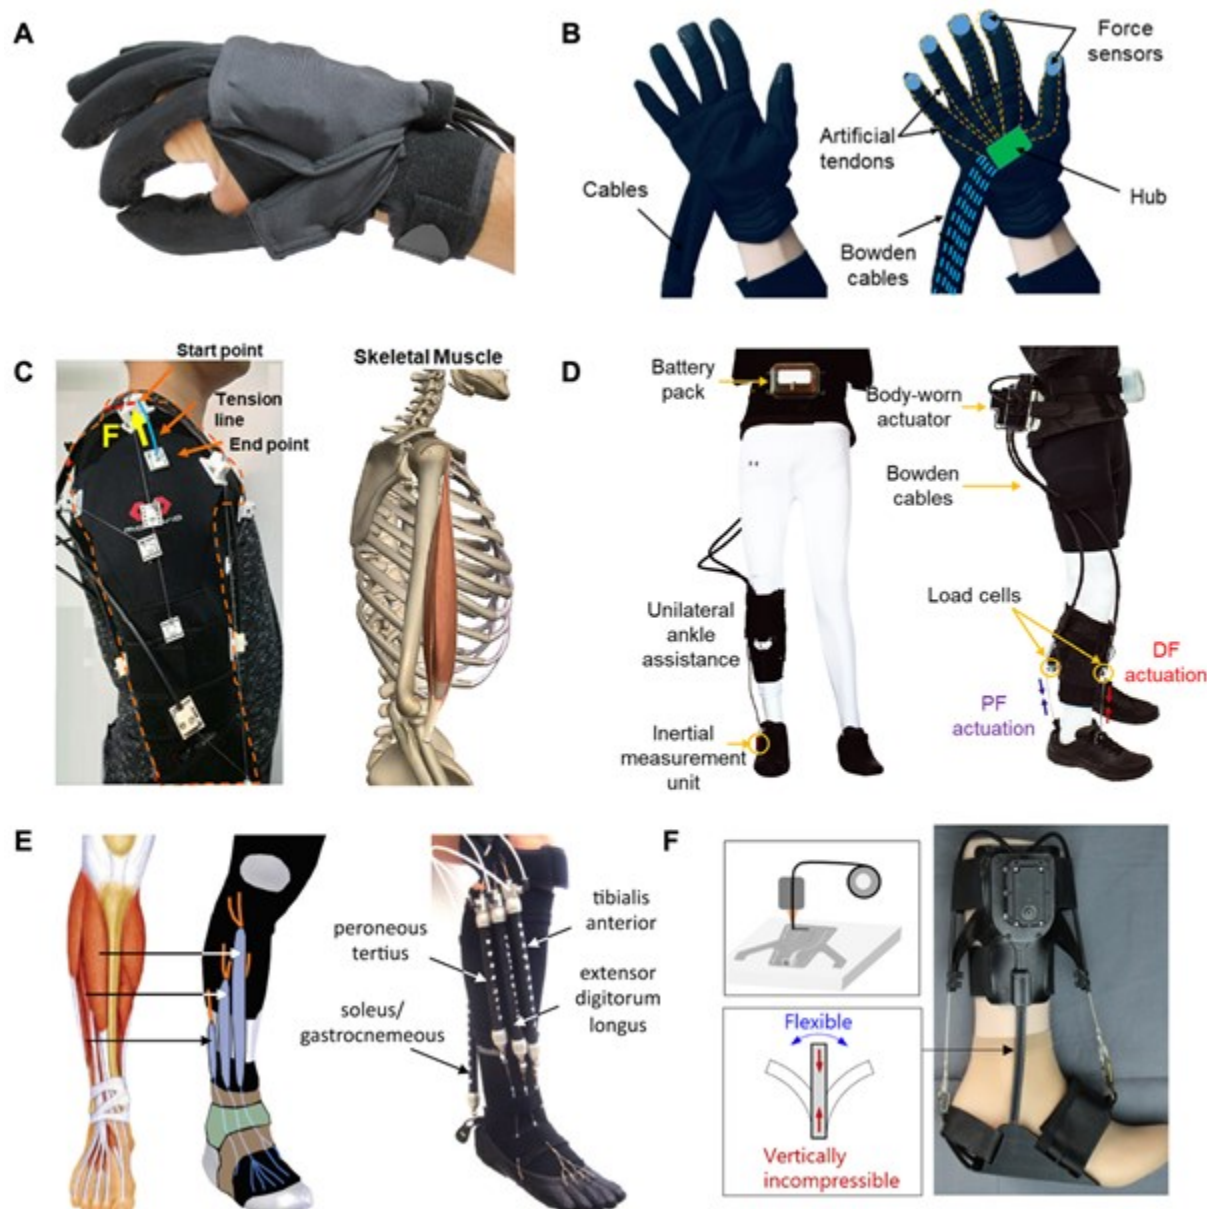 A
B
Force
sensors
Artificial
tendons
Cables
Hub
Bowden
cables
C
Start point
Tension
line
End point
F
Skeletal Muscle
D
Battery
pack
Body-worn
actuator
Bowden
cables
Unilateral
ankle
assistance
Load cells
DF
actuation
PF
actuation
Inertial
measurement
unit
E
peroneous
tertius
tibialis
anterior
soleus/
gastrocnemeous
extensor
digitorum
longus
F
Flexible
Vertically
incompressible